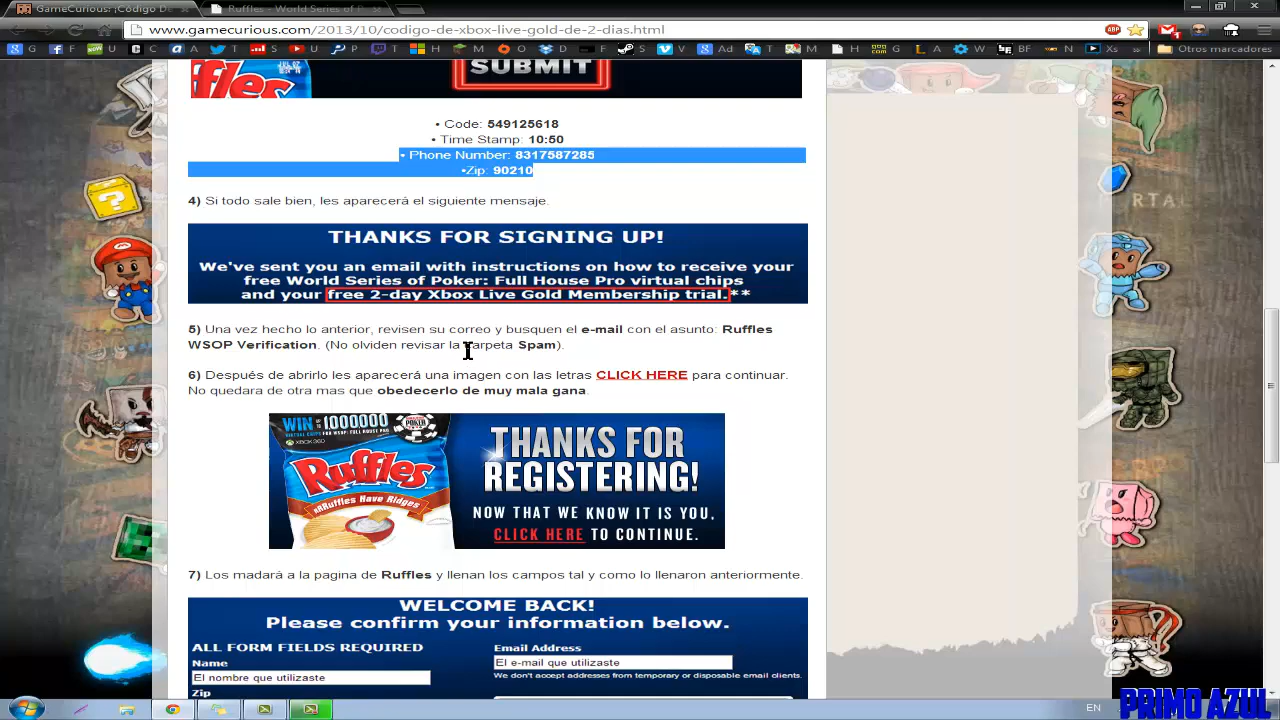 GameCurious: ¡Código De
Ruffles - World Series of P
www.gamecurious.com/2013/10/codigo-de-xbox-live-gold-de-2-dias.html
Otros marcadores
ffles
SUBMIT
• Code: 549125618
• Time Stamp: 10:50
• Phone Number: 8317587285
•Zip: 90210
4) Si todo sale bien, les aparecerá el siguiente mensaje.
THANKS FOR SIGNING UP!
We've sent you an email with instructions on how to receive your
free World Series of Poker: Full House Pro virtual chips
and your free 2-day Xbox Live Gold Membership trial.**
5) Una vez hecho lo anterior, revisen su correo y busquen el e-mail con el asunto: Ruffles
WSOP Verification. (No olviden revisar la carpeta Spam).
6) Después de abrirlo les aparecerá una imagen con las letras CLICK HERE para continuar.
No quedara de otra mas que obedecerlo de muy mala gana.
WIN UP TO 1000000
XBOX 360
Ruffles
RRRuffles Have Ridges
THANKS FOR
REGISTERING!
NOW THAT WE KNOW IT IS YOU,
CLICK HERE TO CONTINUE.
7) Los madará a la pagina de Ruffles y llenan los campos tal y como lo llenaron anteriormente.
WELCOME BACK!
Please confirm your information below.
ALL FORM FIELDS REQUIRED
Name
El nombre que utilizaste
Zip
Email Address
El e-mail que utilizaste
We don't accept addresses from temporary or disposable email clients.
EN
PRIMO AZUL